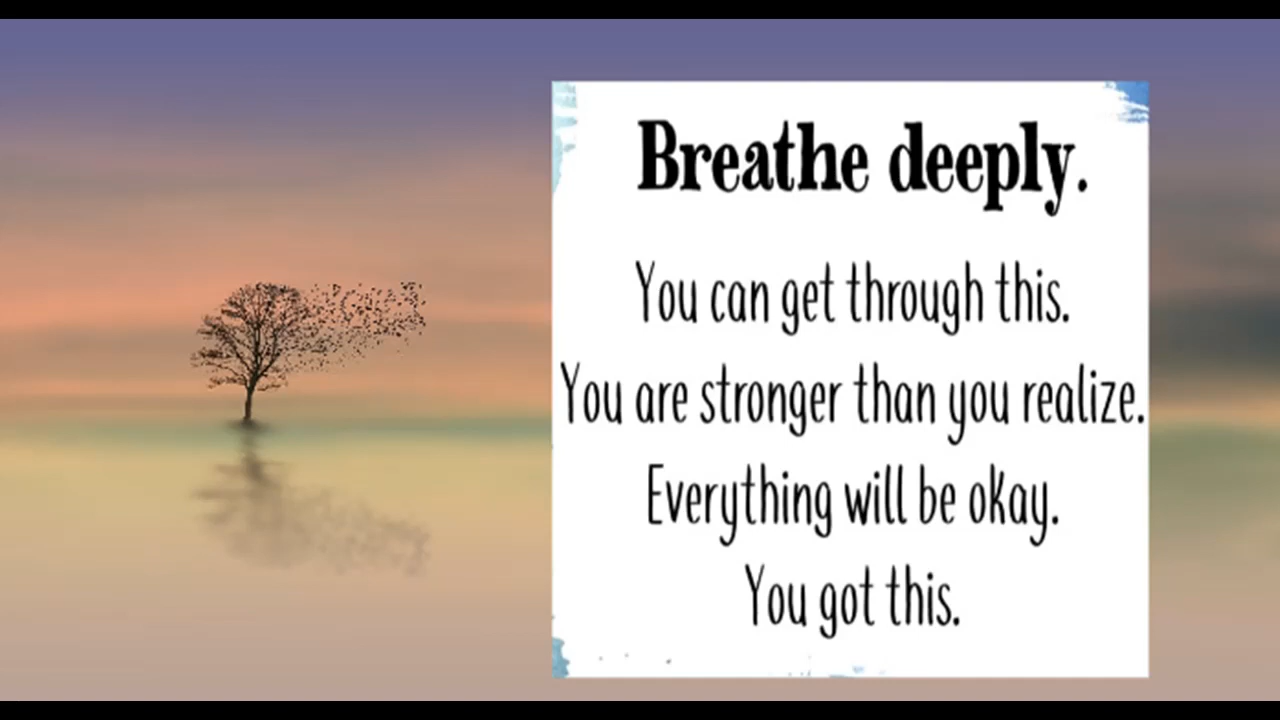 Breathe deeply.
You can get through this.
You are stronger than you realize.
Everything will be okay.
You got this.